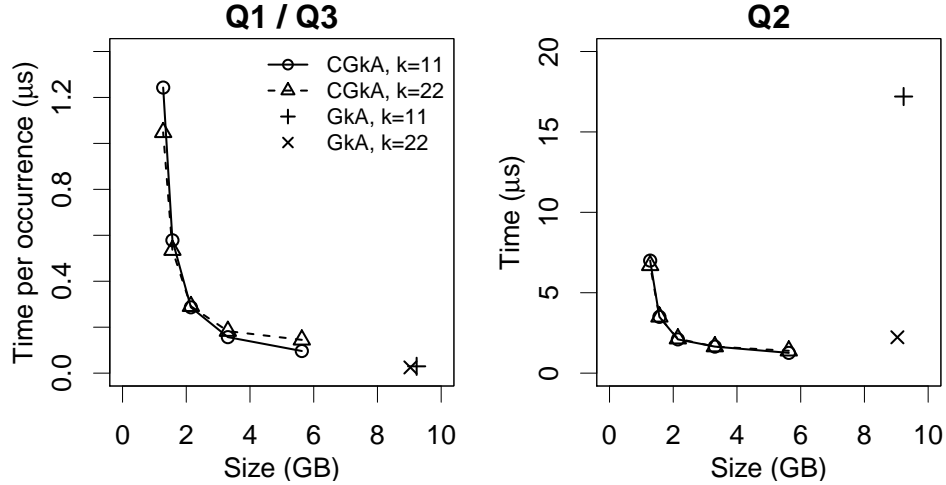 Q1 / Q3
Time per occurrence (μs)
0.0 0.4 0.8 1.2
CGkA, k=11
CGkA, k=22
GkA, k=11
GkA, k=22
0 2 4 6 8 10
Size (GB)
Q2
Time (μs)
0 5 10 15 20
0 2 4 6 8 10
Size (GB)